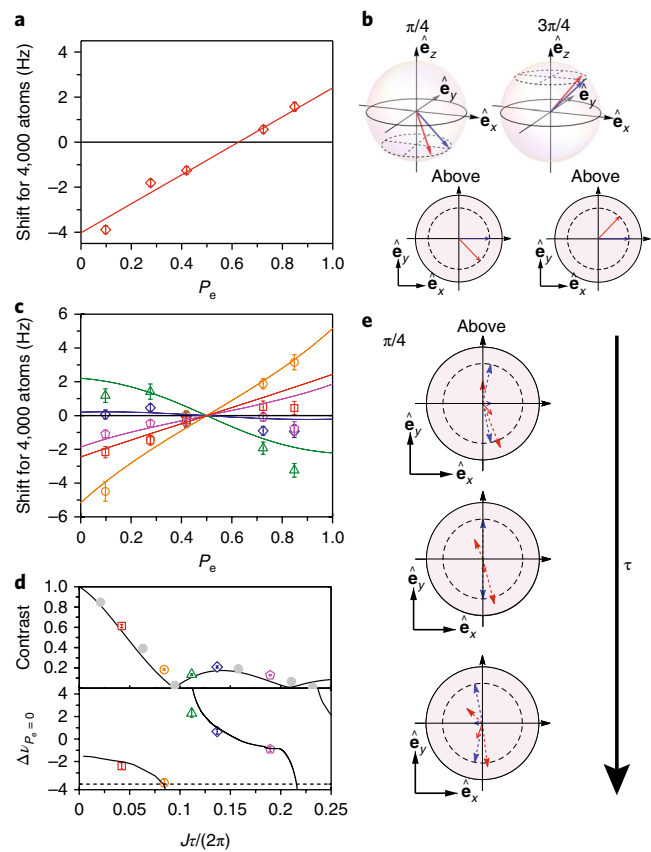 a
Shift for 4,000 atoms (Hz)
4
2
0
−2
−4
0
0.2
0.4
0.6
0.8
1.0
Pe
b
π/4
3π/4
êz
êy
êx
êz
êy
êx
Above
Above
êy
êx
êy
êx
c
Shift for 4,000 atoms (Hz)
6
4
2
0
−2
−4
−6
0
0.2
0.4
0.6
0.8
1.0
Pe
d
Contrast
1.0
0.8
0.6
0.4
0.2
ΔνPe = 0
4
2
0
−2
−4
0
0.05
0.10
0.15
0.20
0.25
Jτ/(2π)
e
π/4
Above
êy
êx
êy
êx
êy
êx
τ